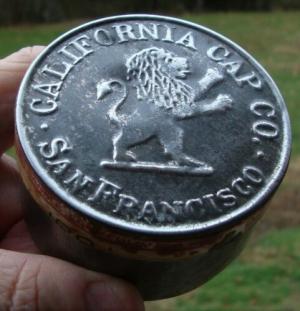 · CALIFORNIA CAP CO. ·
SAN FRANCISCO